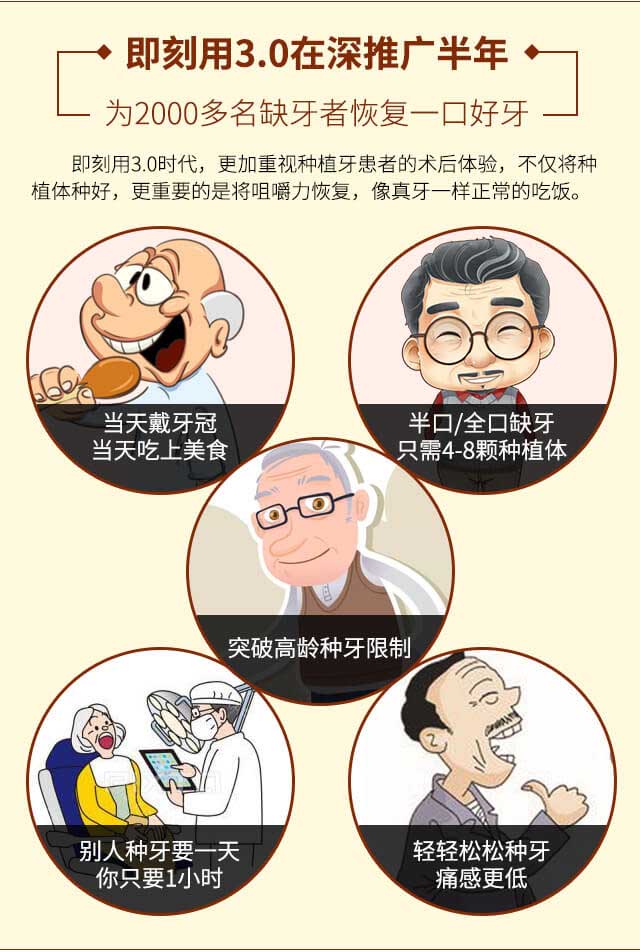 即刻用3.0在深推广半年
为2000多名缺牙者恢复一口好牙
即刻用3.0时代，更加重视种植牙患者的术后体验，不仅将种
植体种好，更重要的是将咀嚼力恢复，像真牙一样正常的吃饭。
当天戴牙冠
当天吃上美食
半口/全口缺牙
只需4-8颗种植体
突破高龄种牙限制
别人种牙要一天
你只要1小时
轻轻松松种牙
痛感更低